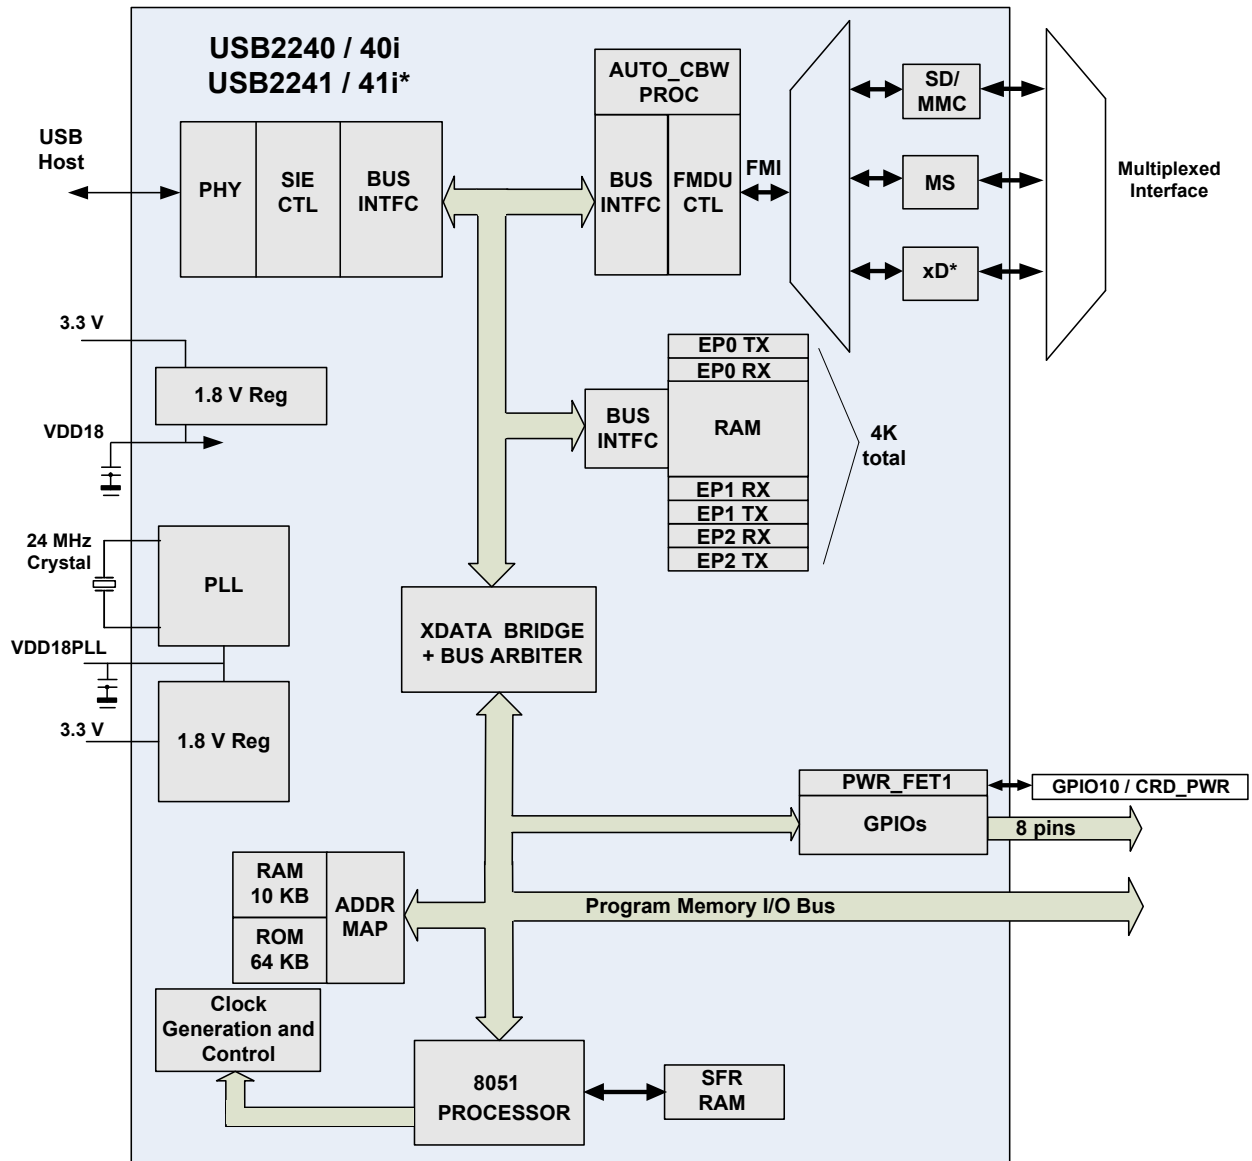 USB2240 / 40i
USB2241 / 41i*
USB
Host
PHY
SIE
CTL
BUS
INTFC
AUTO_CBW
PROC
BUS
INTFC
FMDU
CTL
FMI
SD/
MMC
MS
xD*
Multiplexed
Interface
3.3 V
1.8 V Reg
VDD18
EP0 TX
EP0 RX
BUS
INTFC
RAM
EP1 RX
EP1 TX
EP2 RX
EP2 TX
4K
total
24 MHz
Crystal
PLL
VDD18PLL
3.3 V
1.8 V Reg
XDATA BRIDGE
+ BUS ARBITER
PWR_FET1
GPIOs
GPIO10 / CRD_PWR
8 pins
RAM
10 KB
ROM
64 KB
ADDR
MAP
Program Memory I/O Bus
Clock
Generation and
Control
8051
PROCESSOR
SFR
RAM